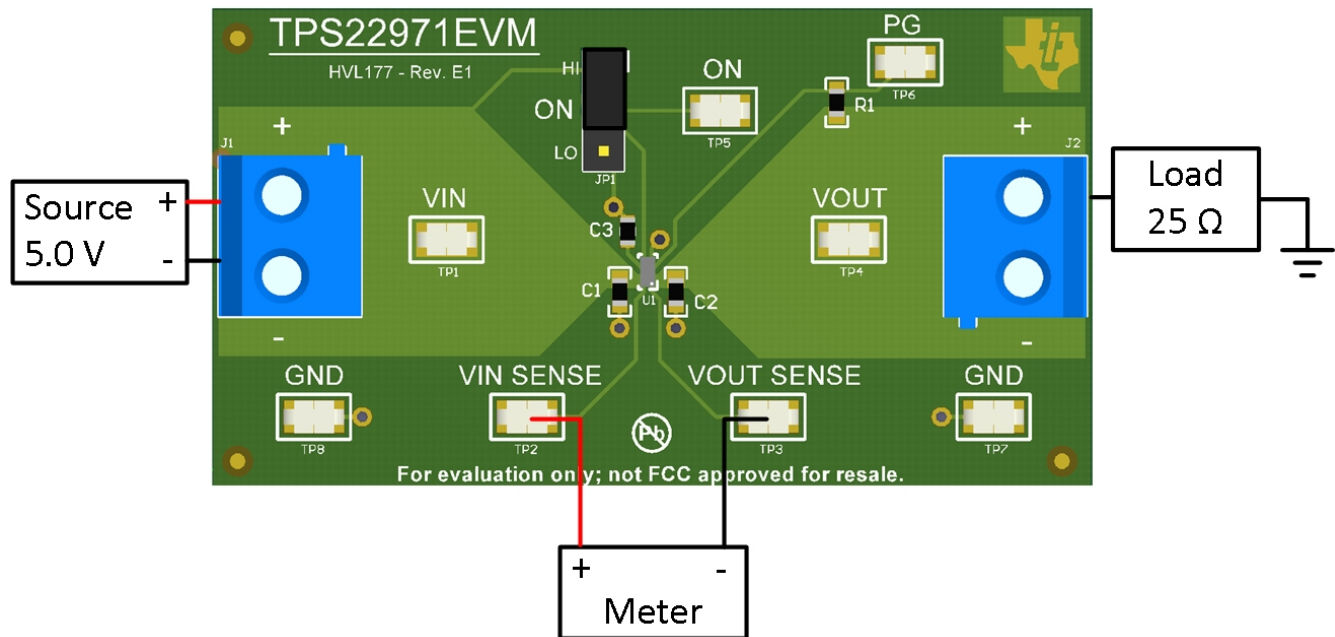 TPS22971EVM
HVL177 - Rev. E1
HI
ON
LO
JP1
ON
TP5
PG
TP6
R1
J1
+
-
J2
+
-
Source +
5.0 V -
Load
25 Ω
VIN
TP1
C3
C1
U1
C2
VOUT
TP4
GND
TP8
VIN SENSE
TP2
Pb
VOUT SENSE
TP3
GND
TP7
For evaluation only; not FCC approved for resale.
+ -
Meter